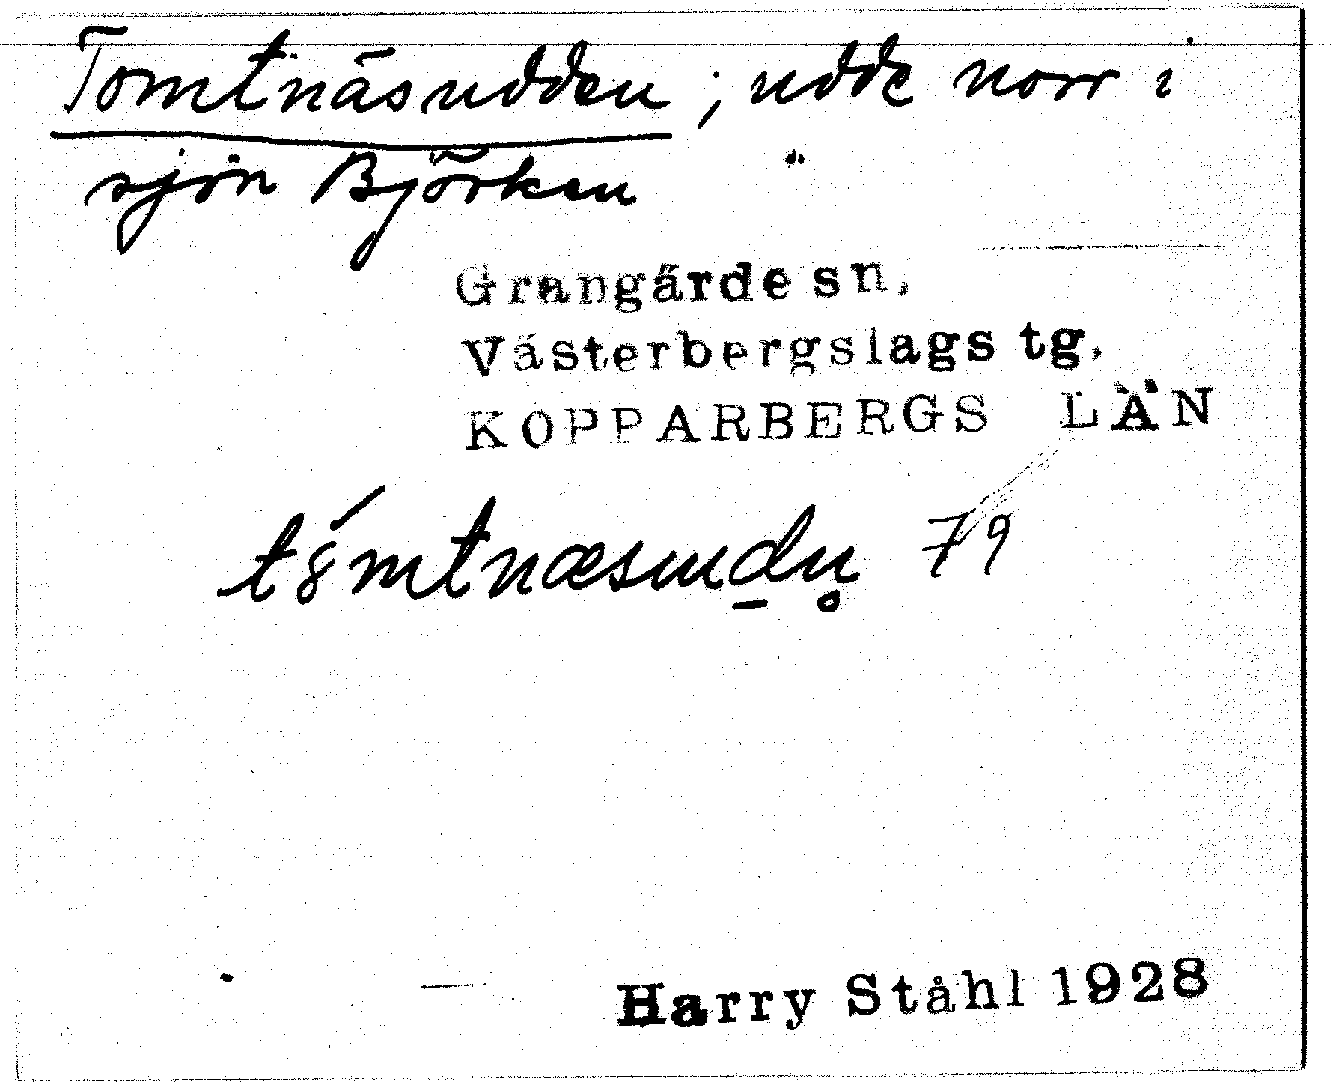 Tomtnäsudden ; udde norr i
sjön Björken
Grangärde sn.
Västerbergslags tg.
KOPPARBERGS LÄN
79
Harry Ståhl 1928